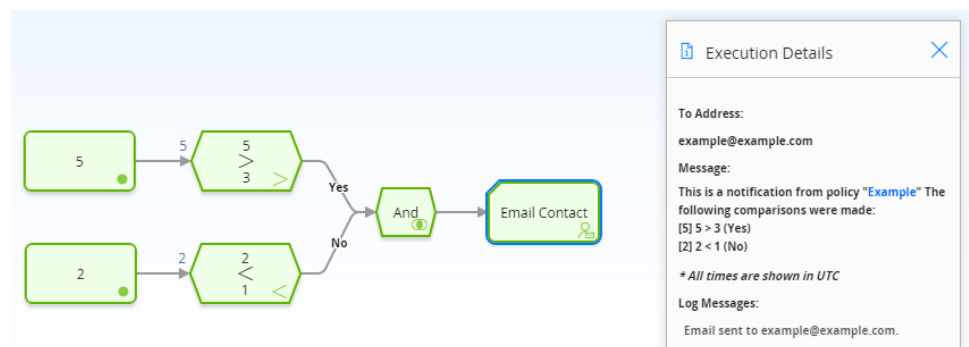 5
5
5
>
3
>
Yes
And
Email Contact
No
2
2
2
<
1
<
Execution Details
To Address:
example@example.com
Message:
This is a notification from policy "Example" The
following comparisons were made:
[5] 5 > 3 (Yes)
[2] 2 < 1 (No)
* All times are shown in UTC
Log Messages:
Email sent to example@example.com.